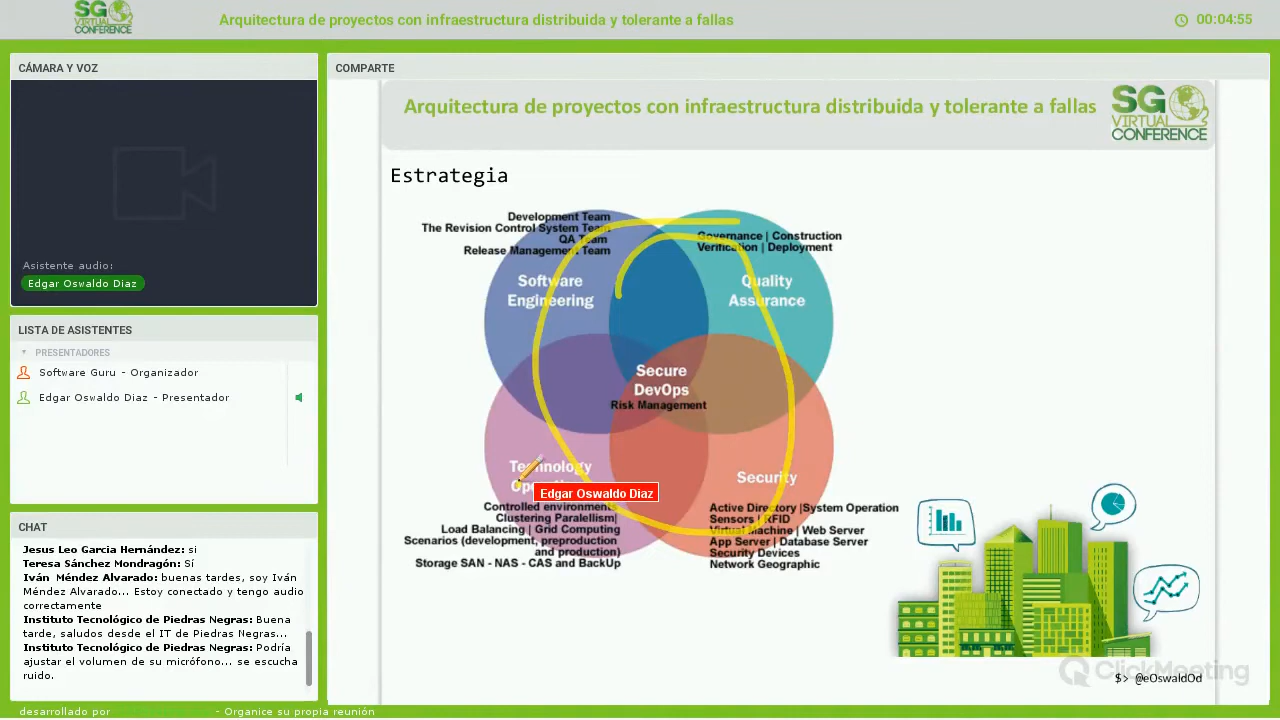 SG
VIRTUAL
CONFERENCE
Arquitectura de proyectos con infraestructura distribuida y tolerante a fallas
00:04:55
CÁMARA Y VOZ
Asistente audio:
Edgar Oswaldo Diaz
LISTA DE ASISTENTES
PRESENTADORES
Software Guru - Organizador
Edgar Oswaldo Diaz - Presentador
CHAT
Jesus Leo Garcia Hernández: si
Teresa Sánchez Mondragón: Sí
Iván Méndez Alvarado: buenas tardes soy Iván
Méndez Alvarado... Estoy conectado y tengo audio
correctamente
Instituto Tecnológico de Piedras Negras: Buena
tarde, saludos desde el IT de Piedras Negras...
Instituto Tecnológico de Piedras Negras: Podría
ajustar el volumen de su micrófono... se escucha
ruido.
desarrollado por
- Organice su propia reunión
COMPARTE
Arquitectura de proyectos con infraestructura distribuida y tolerante a fallas
SG
VIRTUAL
CONFERENCE
Estrategia
Development Team
The Revision Control System Team
QA Team
Release Management Team
Governance | Construction
Verification | Deployment
Software
Engineering
Quality
Assurance
Secure
DevOps
Risk Management
Technology
Edgar Oswaldo Diaz
Security
Controlled environments
Clustering Paralellism|
Load Balancing | Grid Computing
Scenarios (development, preproduction
and production)
Storage SAN - NAS - CAS and BackUp
Active Directory |System Operation
Sensors | RFID
Virtual Machine | Web Server
App Server | Database Server
Security Devices
Network Geographic
ClickMeeting
$> @eOswaldOd